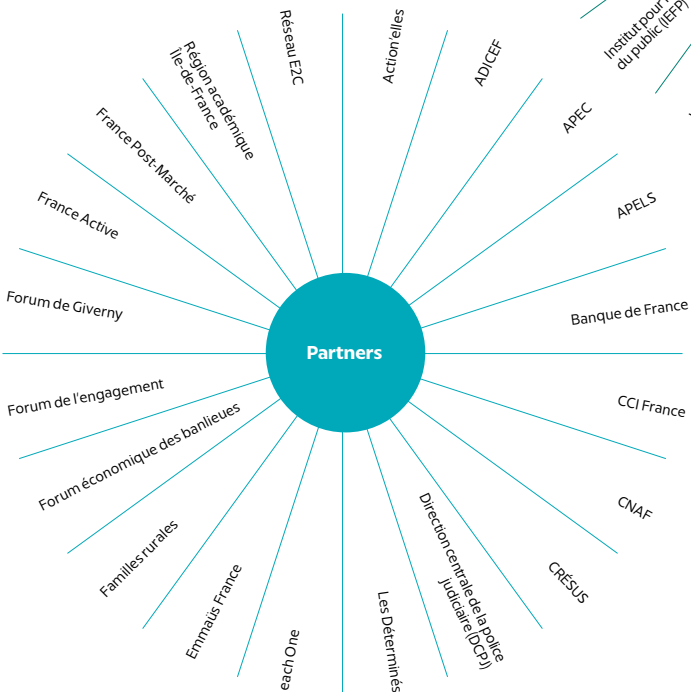 Partners
Action'elles
ADICEF
APEC
APELS
Banque de France
CCI France
CNAF
CRÉSUS
Direction centrale de la police
judiciaire (DCPJ)
Les Déterminés
each One
Emmaüs France
Familles rurales
Forum économique des banlieues
Forum de l'engagement
Forum de Giverny
France Active
France Post-Marché
Région académique
Île-de-France
Réseau E2C
Institut pour
du public (IEFP)